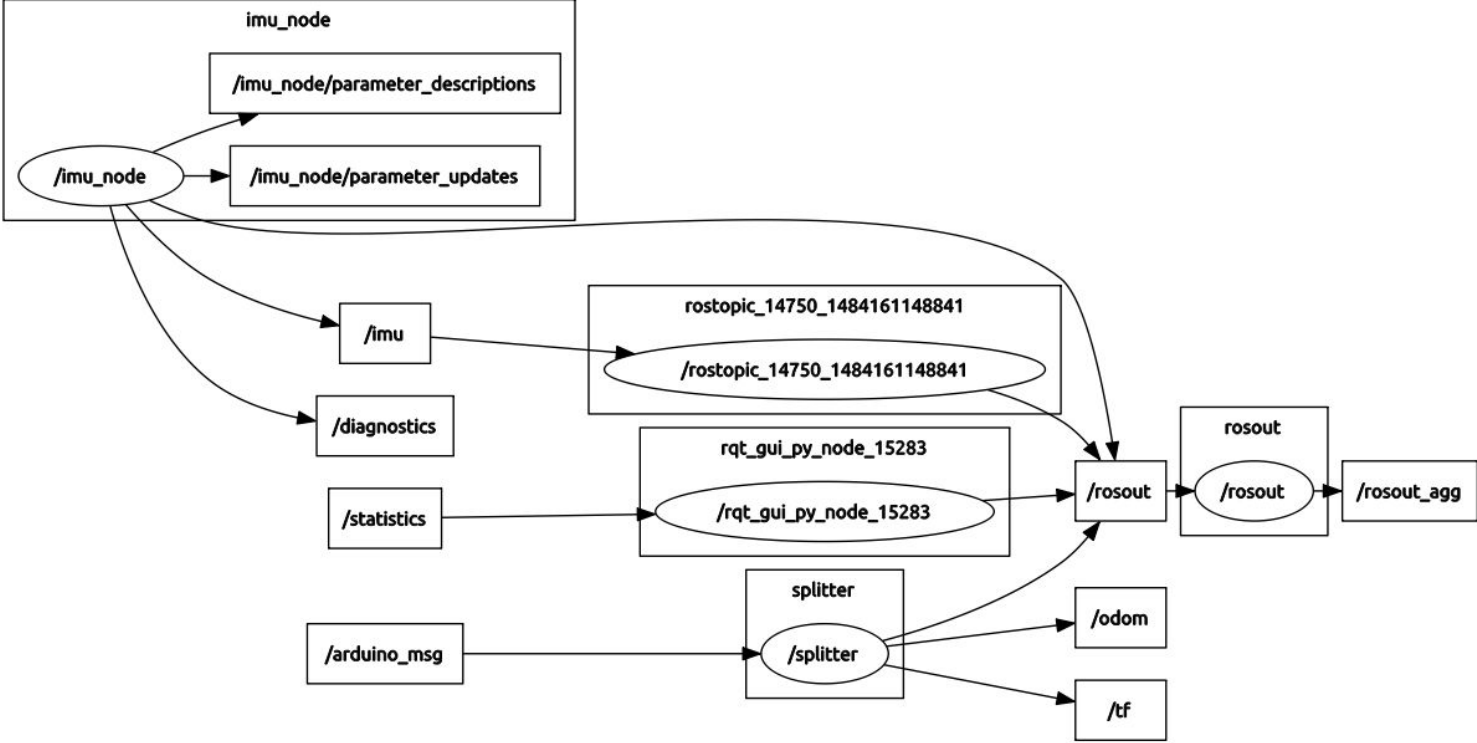 imu_node
/imu_node/parameter_descriptions
/imu_node
/imu_node/parameter_updates
/imu
rostopic_14750_1484161148841
/rostopic_14750_1484161148841
/diagnostics
rqt_gui_py_node_15283
/statistics
/rqt_gui_py_node_15283
/rosout
rosout
/rosout
/rosout_agg
splitter
/arduino_msg
/splitter
/odom
/tf